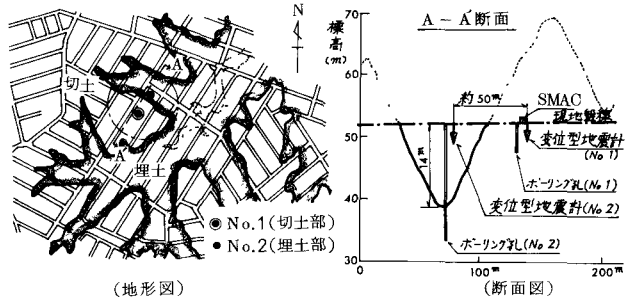 N
切土
A
A'
埋土
◉ No.1(切土部)
● No.2(埋土部)
(地形図)
A－A'断面
標高(m)
70
60
50
40
30
0
100m
200m
約50m
SMAC
現地盤標
変位型地震計(No 1)
14m
ボーリング孔(No 1)
変位型地震計(No 2)
ボーリング孔(No 2)
(断面図)